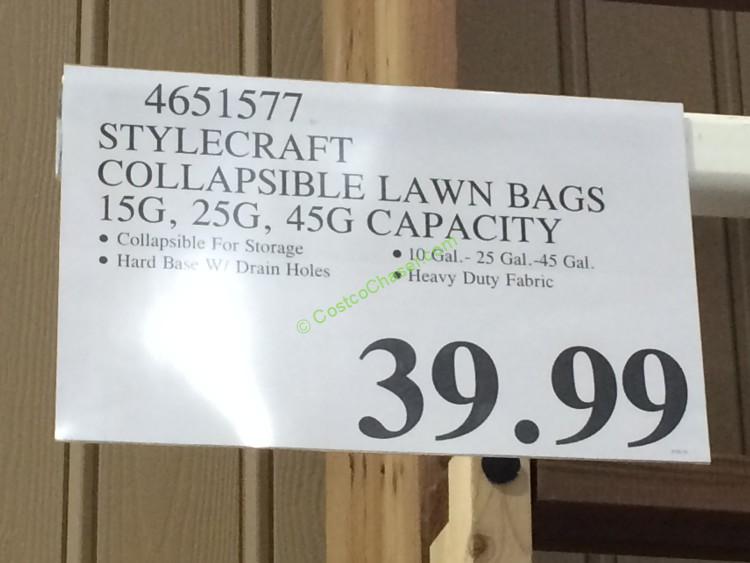 4651577
STYLECRAFT
COLLAPSIBLE LAWN BAGS
15G, 25G, 45G CAPACITY
• Collapsible For Storage
• Hard Base W/ Drain Holes
• 10 Gal.- 25 Gal.-45 Gal.
• Heavy Duty Fabric
© CostcoChaser.com
39.99